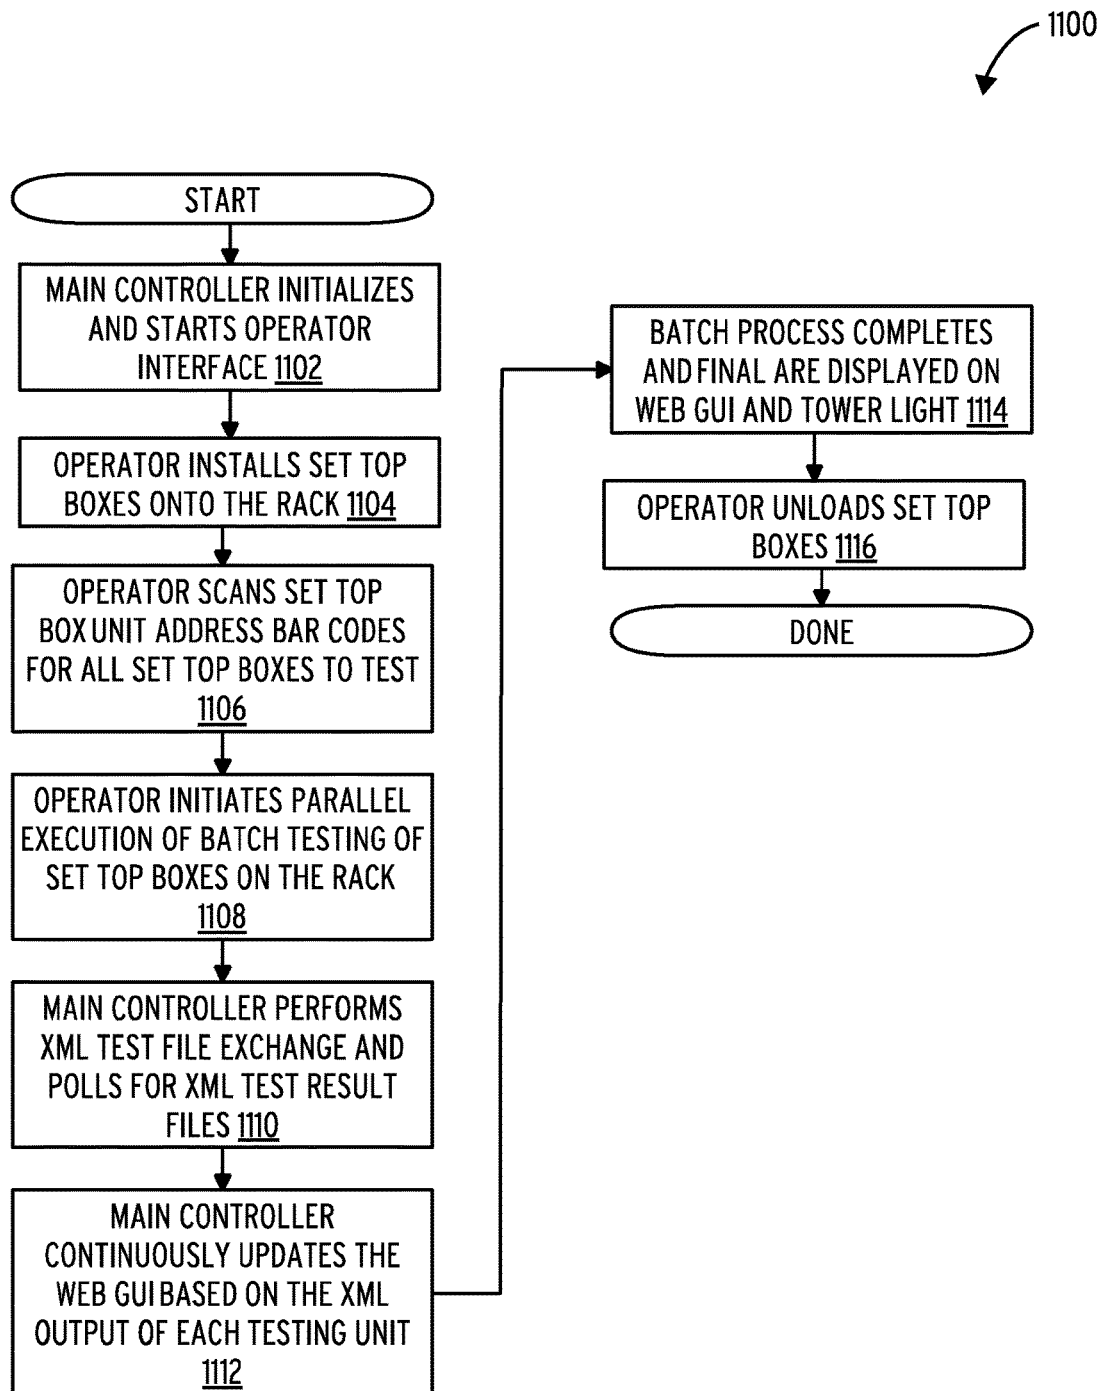 1100
START
MAIN CONTROLLER INITIALIZES
AND STARTS OPERATOR
INTERFACE 1102
OPERATOR INSTALLS SET TOP
BOXES ONTO THE RACK 1104
OPERATOR SCANS SET TOP
BOX UNIT ADDRESS BAR CODES
FOR ALL SET TOP BOXES TO TEST
1106
OPERATOR INITIATES PARALLEL
EXECUTION OF BATCH TESTING OF
SET TOP BOXES ON THE RACK
1108
MAIN CONTROLLER PERFORMS
XML TEST FILE EXCHANGE AND
POLLS FOR XML TEST RESULT
FILES 1110
MAIN CONTROLLER
CONTINUOUSLY UPDATES THE
WEB GUI BASED ON THE XML
OUTPUT OF EACH TESTING UNIT
1112
BATCH PROCESS COMPLETES
AND FINAL ARE DISPLAYED ON
WEB GUI AND TOWER LIGHT 1114
OPERATOR UNLOADS SET TOP
BOXES 1116
DONE